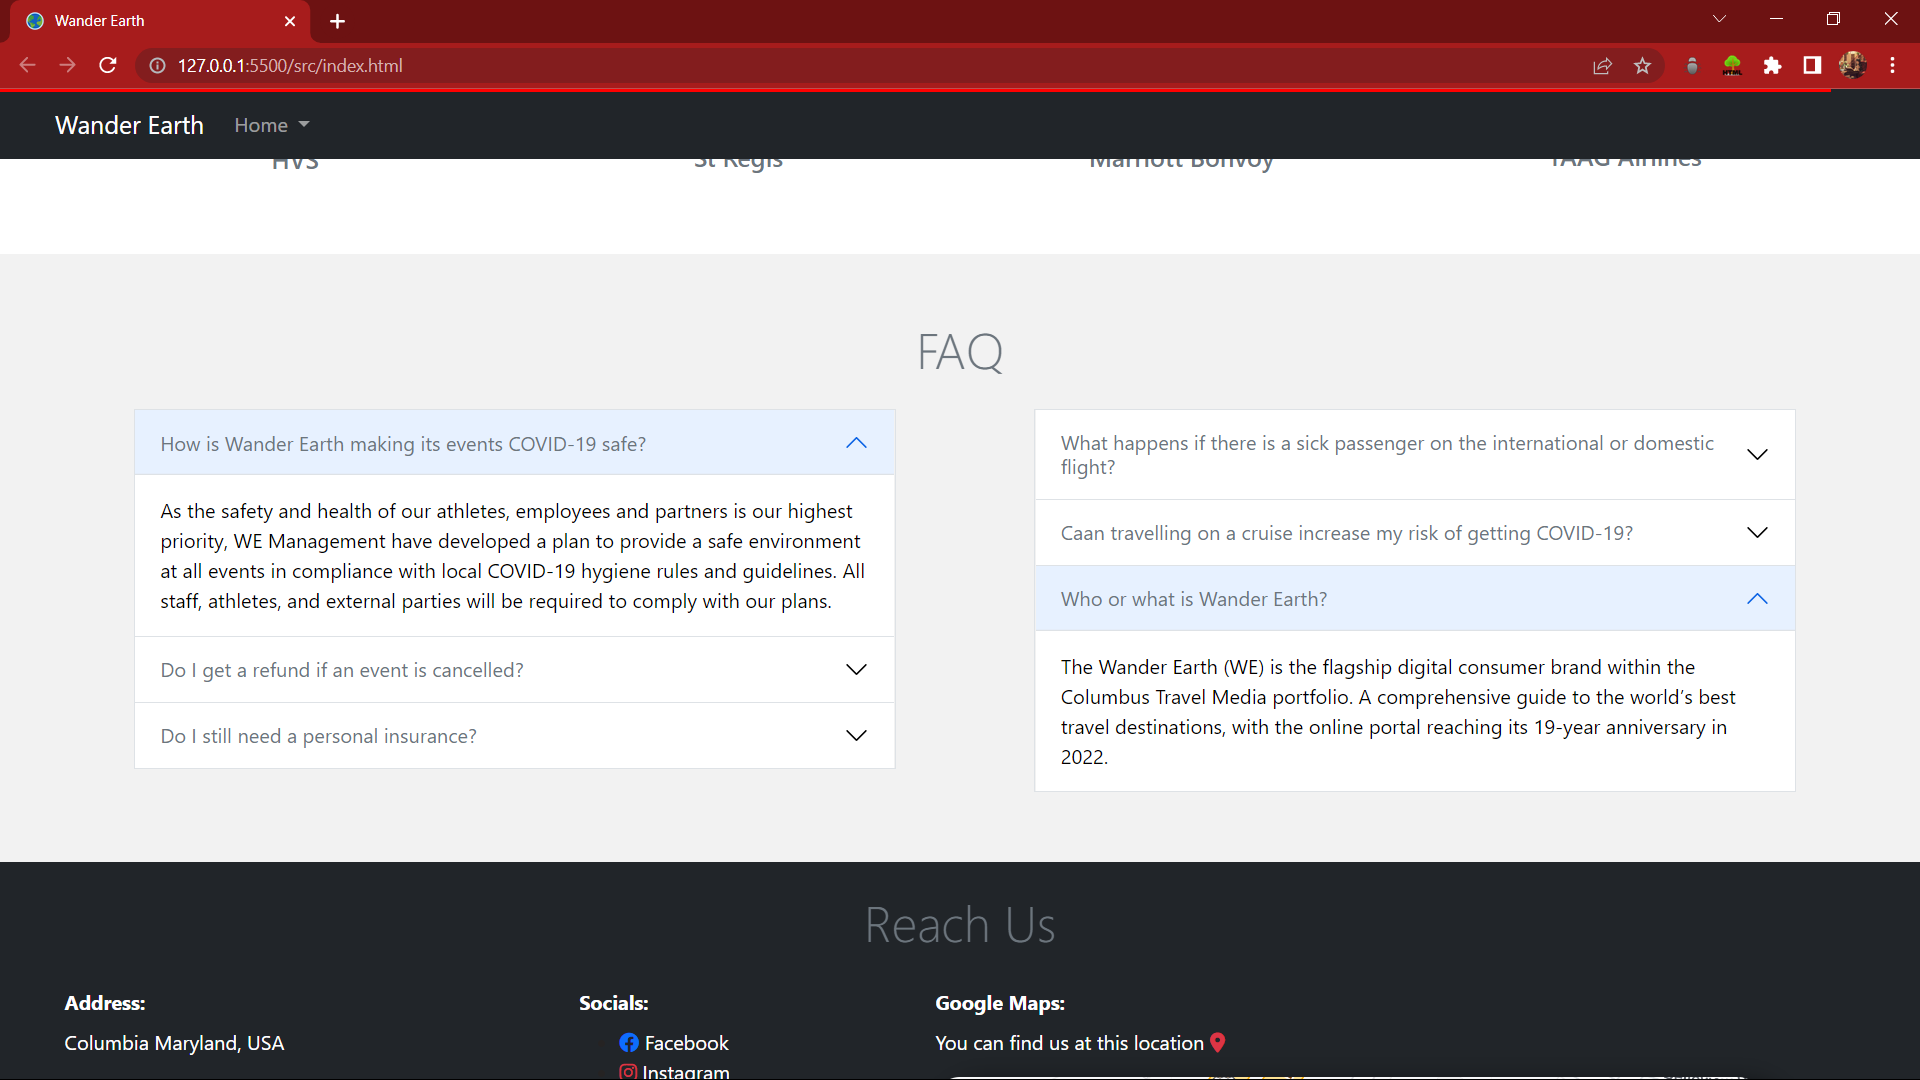 Wander Earth
127.0.0.1:5500/src/index.html
Wander Earth Home
HVS St Regis Marriott Bonvoy TAAG Airlines
FAQ
How is Wander Earth making its events COVID-19 safe?
As the safety and health of our athletes, employees and partners is our highest
priority, WE Management have developed a plan to provide a safe environment
at all events in compliance with local COVID-19 hygiene rules and guidelines. All
staff, athletes, and external parties will be required to comply with our plans.
Do I get a refund if an event is cancelled?
Do I still need a personal insurance?
What happens if there is a sick passenger on the international or domestic
flight?
Caan travelling on a cruise increase my risk of getting COVID-19?
Who or what is Wander Earth?
The Wander Earth (WE) is the flagship digital consumer brand within the
Columbus Travel Media portfolio. A comprehensive guide to the world’s best
travel destinations, with the online portal reaching its 19-year anniversary in
2022.
Reach Us
Address:
Columbia Maryland, USA
Socials:
Facebook
Instagram
Google Maps:
You can find us at this location